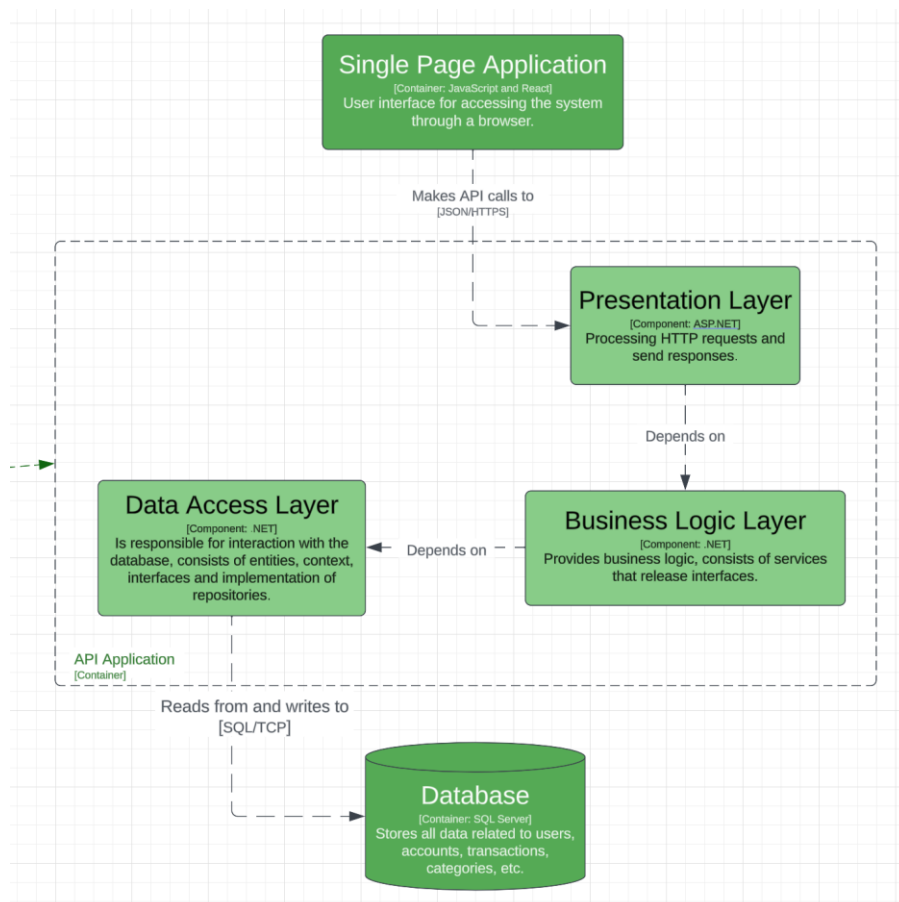 Single Page Application
[Container: JavaScript and React]
User interface for accessing the system
through a browser.
Makes API calls to
[JSON/HTTPS]
Presentation Layer
[Component: ASP.NET]
Processing HTTP requests and
send responses.
Depends on
Data Access Layer
[Component: .NET]
Is responsible for interaction with the
database, consists of entities, context,
interfaces and implementation of
repositories.
Depends on
Business Logic Layer
[Component: .NET]
Provides business logic, consists of services
that release interfaces.
API Application
[Container]
Reads from and writes to
[SQL/TCP]
Database
[Container: SQL Server]
Stores all data related to users,
accounts, transactions,
categories, etc.